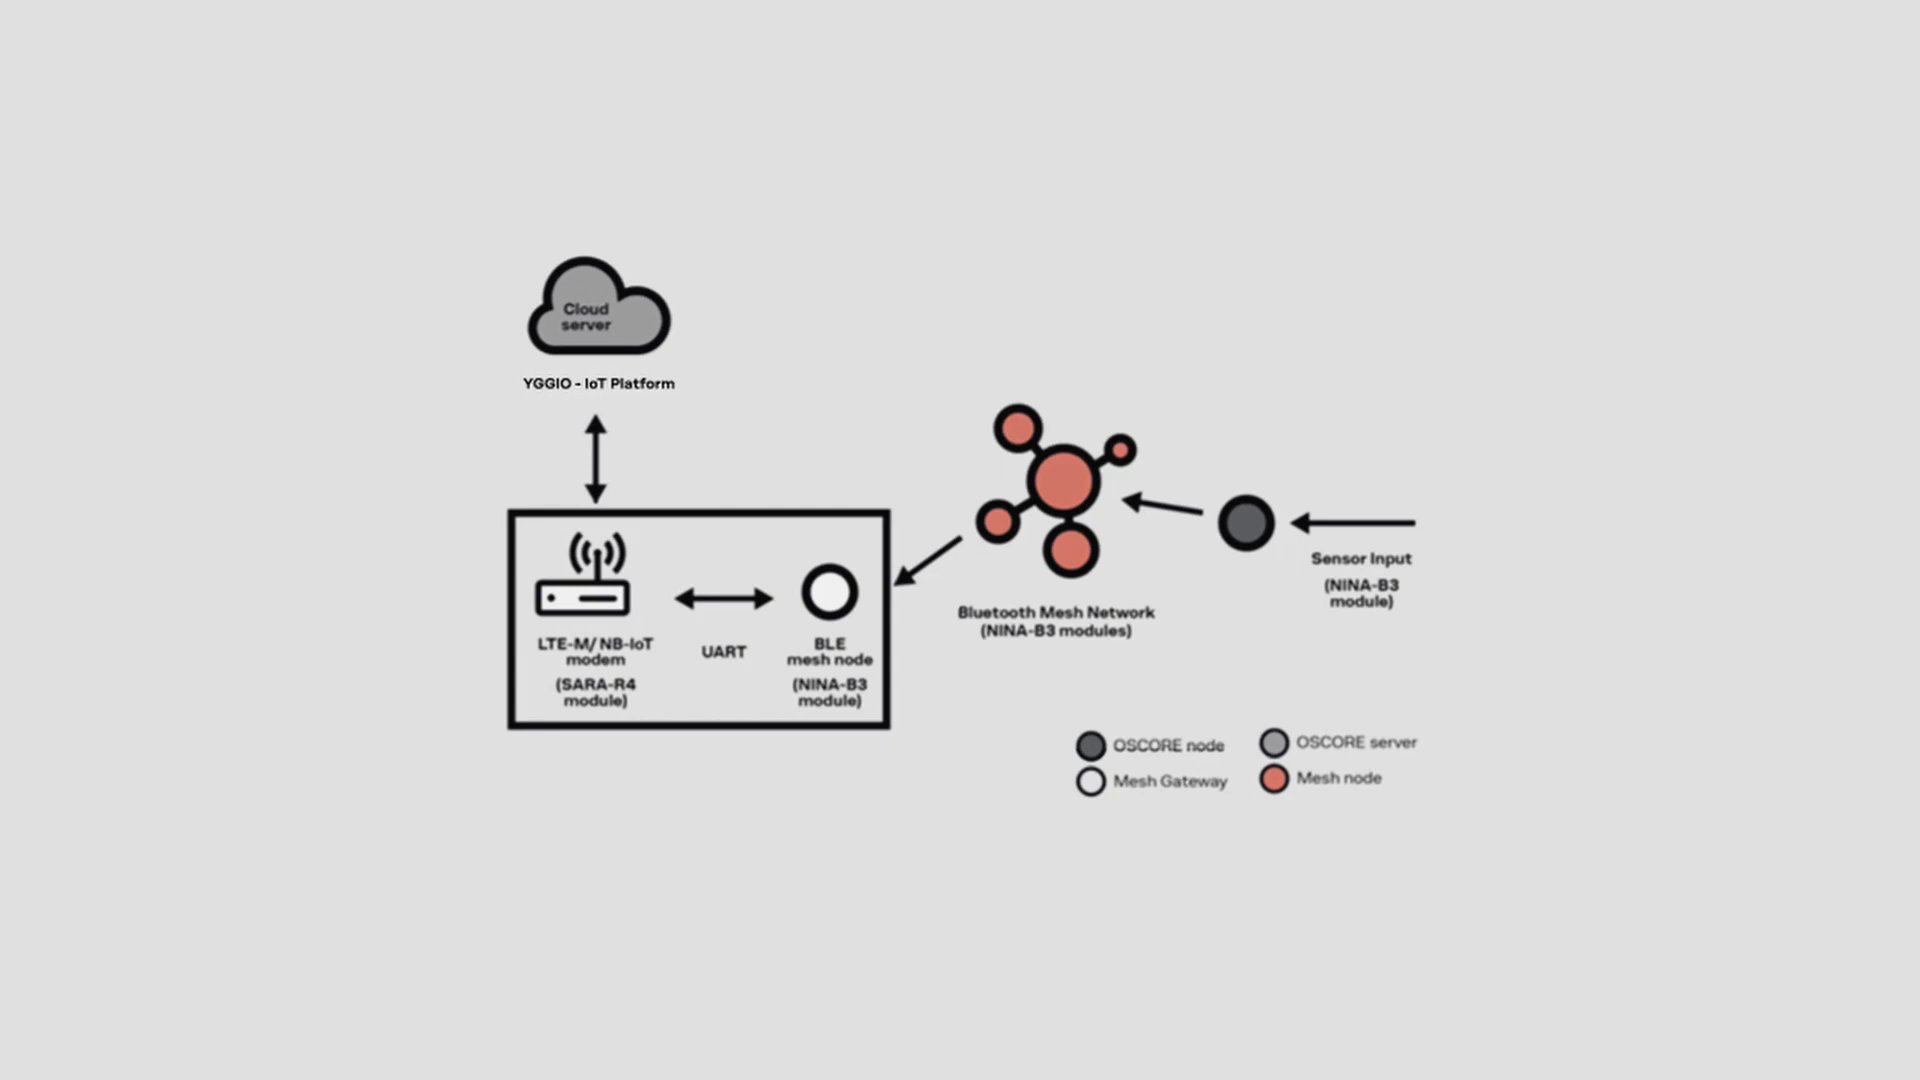 Cloud
server
YGGIO - IoT Platform
LTE-M/ NB-IoT
modem
(SARA-R4
module)
UART
BLE
mesh node
(NINA-B3
module)
Bluetooth Mesh Network
(NINA-B3 modules)
Sensor Input
(NINA-B3
module)
OSCORE node
OSCORE server
Mesh Gateway
Mesh node